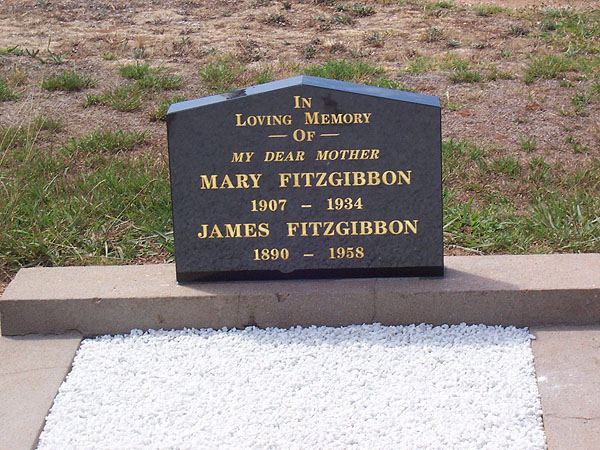 In
Loving Memory
— Of —
MY DEAR MOTHER
MARY FITZGIBBON
1907 – 1934
JAMES FITZGIBBON
1890 – 1958